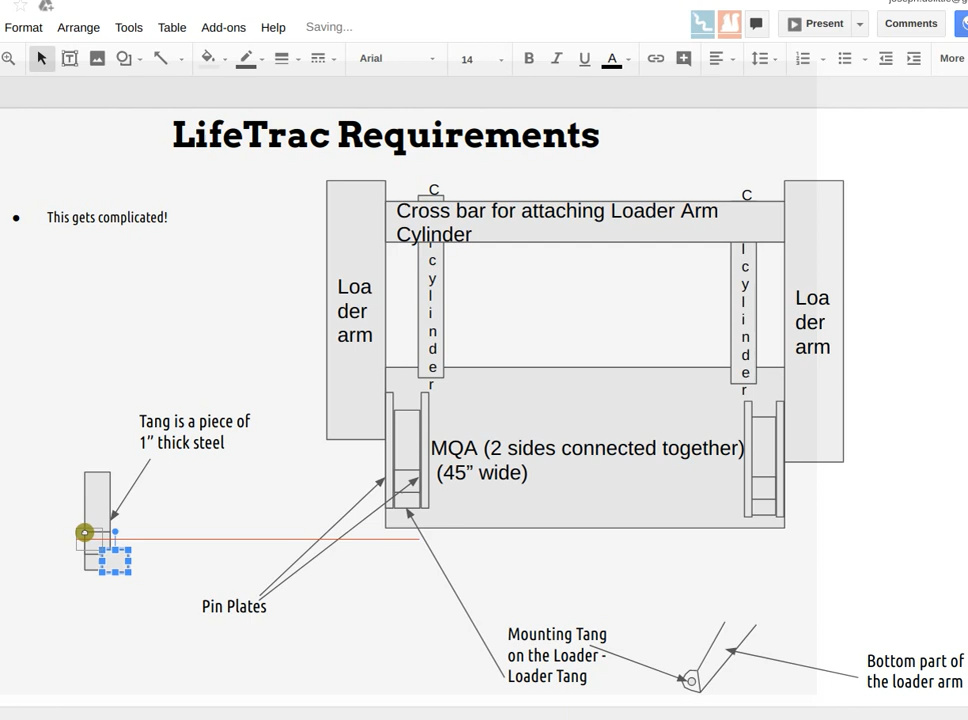 Format Arrange Tools Table Add-ons Help Saving... Present Comments
Arial 14 B I U A More
LifeTrac Requirements
● This gets complicated!
C
C
Cross bar for attaching Loader Arm
Cylinder
l
c
y
l
i
n
d
e
r
l
c
y
l
i
n
d
e
r
Loa
der
arm
Loa
der
arm
Tang is a piece of
1” thick steel
MQA (2 sides connected together)
(45” wide)
Pin Plates
Mounting Tang
on the Loader -
Loader Tang
Bottom part of
the loader arm